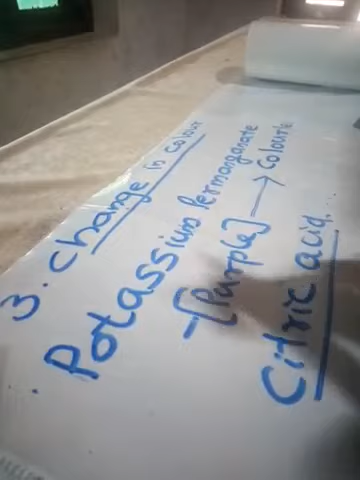 3. Change in colour
. Potassium Permanganate
- [Purple] → Colourle
Citric acid...